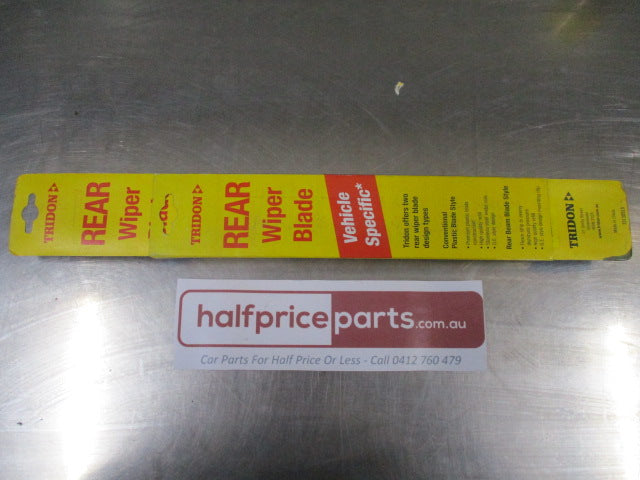 TRIDON
REAR
Wiper
TRIDON
REAR
Wiper
Blade
Vehicle
Specific*
Tridon offers two
rear wiper blade
design types
Conventional
Plastic Blade Style
Rear Beam Blade Style
TRIDON
halfpriceparts.com.au
Car Parts For Half Price Or Less - Call 0412 760 479